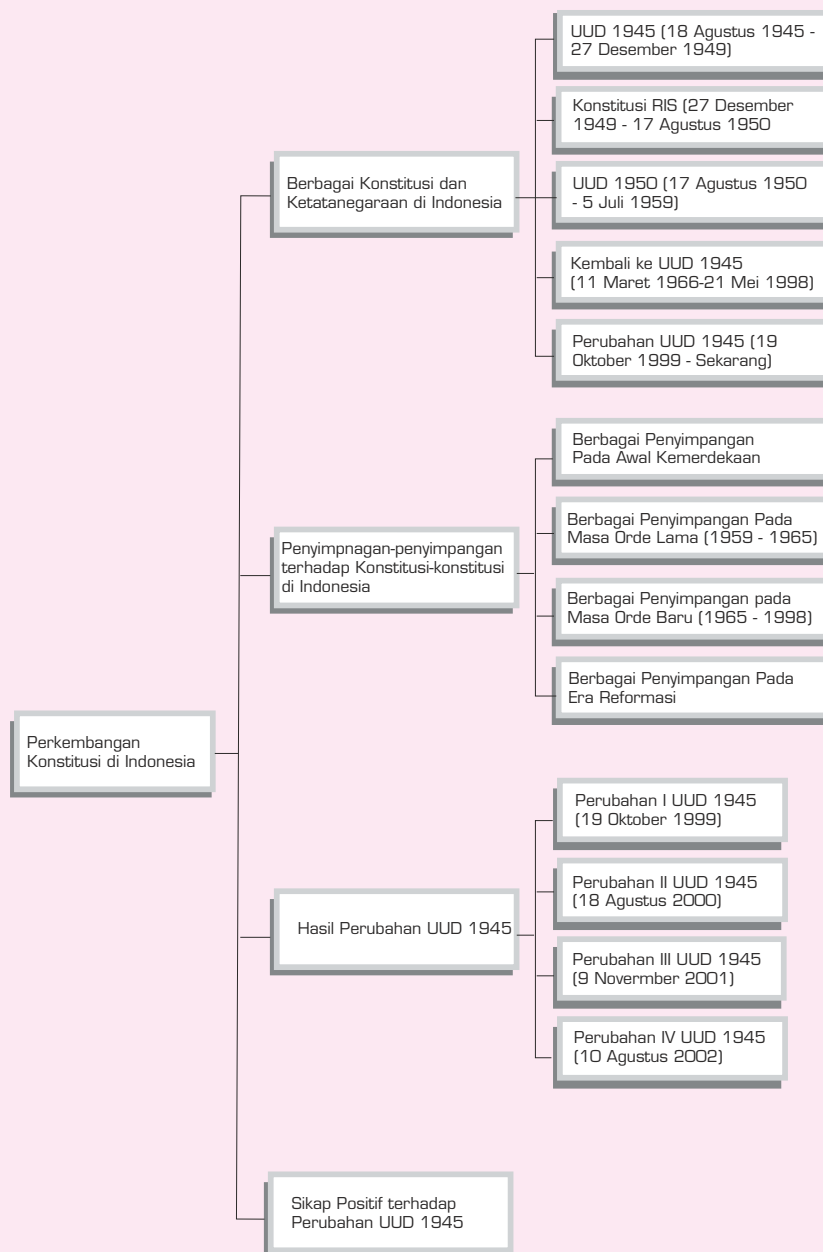 Perkembangan
Konstitusi di Indonesia
Berbagai Konstitusi dan
Ketatanegaraan di Indonesia
UUD 1945 (18 Agustus 1945 -
27 Desember 1949)
Konstitusi RIS (27 Desember
1949 - 17 Agustus 1950
UUD 1950 (17 Agustus 1950
- 5 Juli 1959)
Kembali ke UUD 1945
(11 Maret 1966-21 Mei 1998)
Perubahan UUD 1945 (19
Oktober 1999 - Sekarang)
Penyimpnagan-penyimpangan
terhadap Konstitusi-konstitusi
di Indonesia
Berbagai Penyimpangan
Pada Awal Kemerdekaan
Berbagai Penyimpangan Pada
Masa Orde Lama (1959 - 1965)
Berbagai Penyimpangan pada
Masa Orde Baru (1965 - 1998)
Berbagai Penyimpangan Pada
Era Reformasi
Hasil Perubahan UUD 1945
Perubahan I UUD 1945
(19 Oktober 1999)
Perubahan II UUD 1945
(18 Agustus 2000)
Perubahan III UUD 1945
(9 Novermber 2001)
Perubahan IV UUD 1945
(10 Agustus 2002)
Sikap Positif terhadap
Perubahan UUD 1945